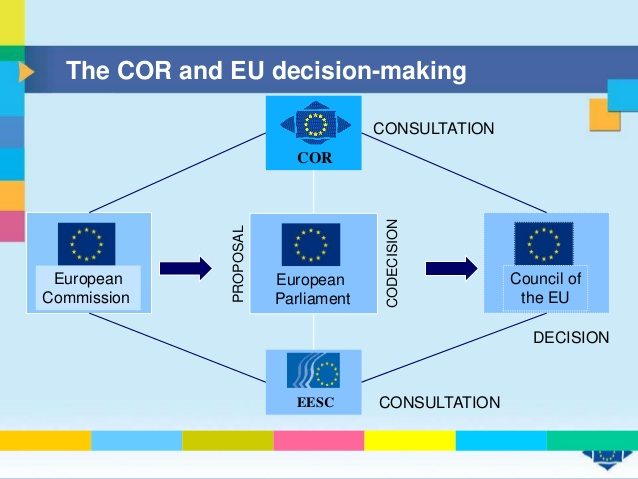 The COR and EU decision-making
COR
CONSULTATION
European
Commission
PROPOSAL
European
Parliament
CODECISION
Council of
the EU
DECISION
EESC
CONSULTATION